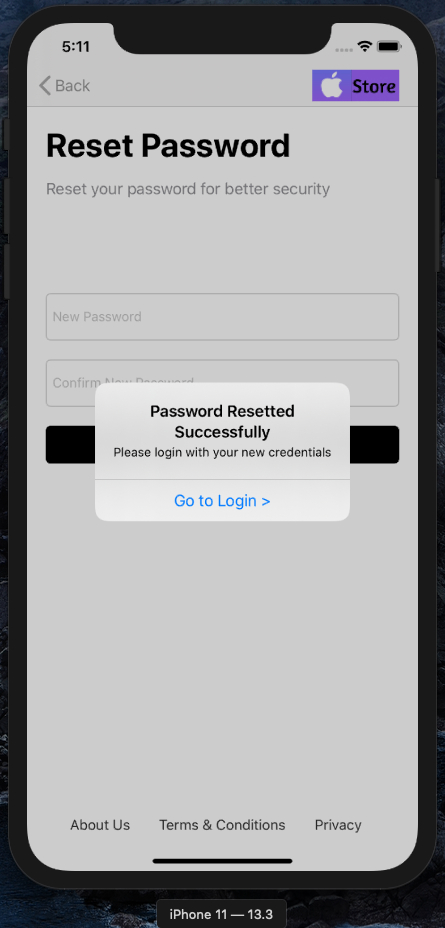 5:11
Back
Store
Reset Password
Reset your password for better security
New Password
Confirm New Password
Password Resetted
Successfully
Please login with your new credentials
Go to Login >
About Us
Terms & Conditions
Privacy
iPhone 11 — 13.3